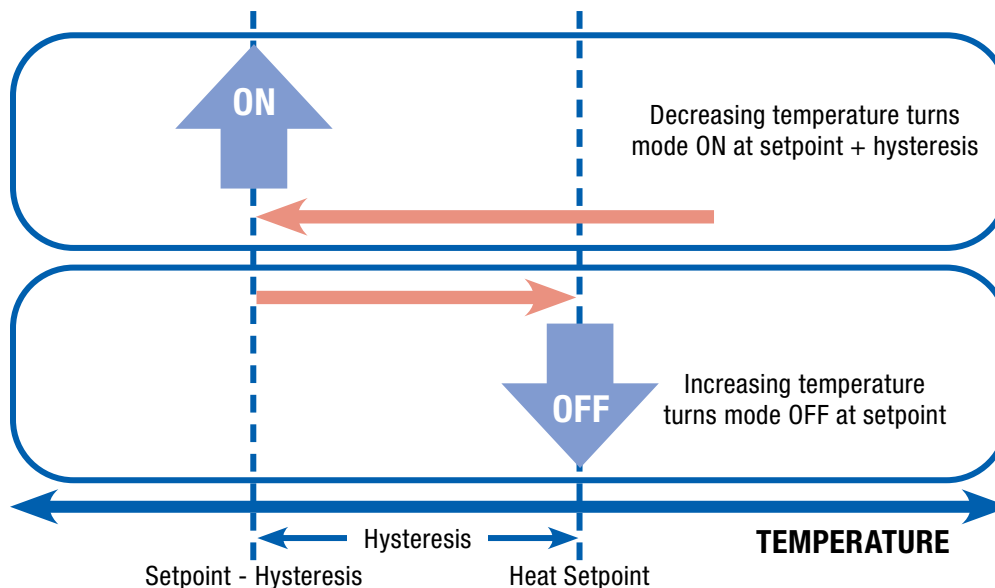 ON
Decreasing temperature turns
mode ON at setpoint + hysteresis
OFF
Increasing temperature
turns mode OFF at setpoint
Hysteresis
TEMPERATURE
Setpoint - Hysteresis
Heat Setpoint